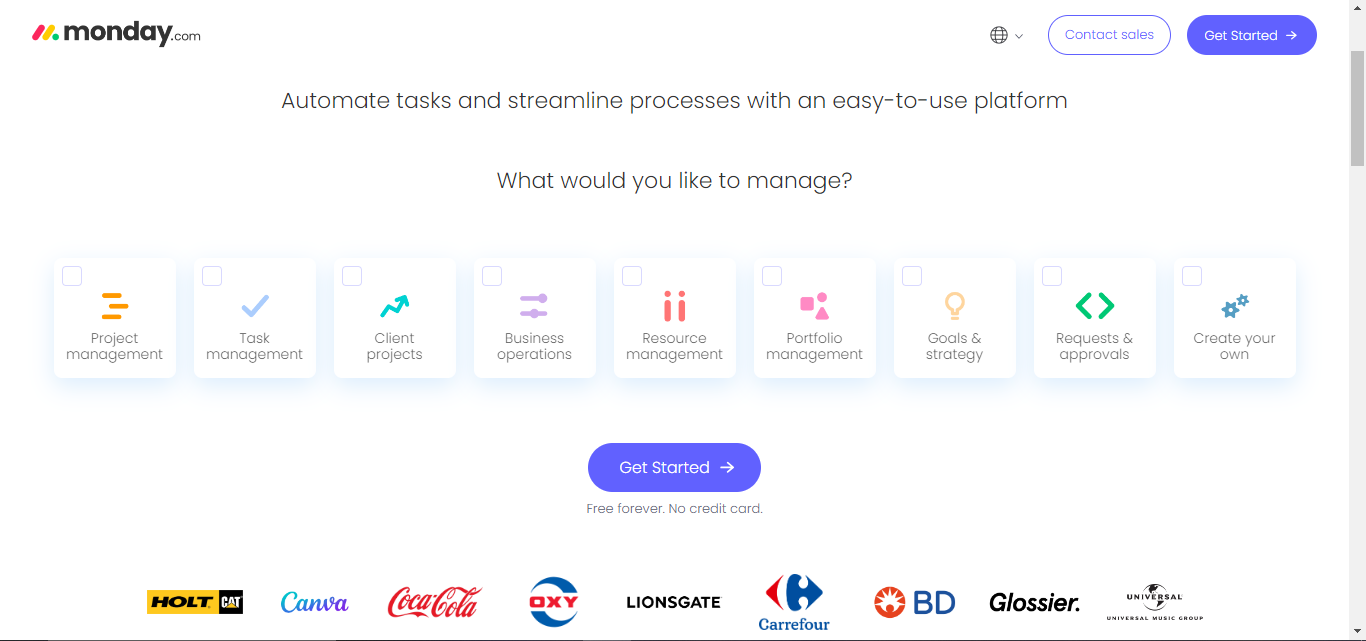 monday.com
Contact sales
Get Started
Automate tasks and streamline processes with an easy-to-use platform
What would you like to manage?
Project
management
Task
management
Client
projects
Business
operations
Resource
management
Portfolio
management
Goals &
strategy
Requests &
approvals
Create your
own
Get Started
Free forever. No credit card.
HOLT CAT
Canva
Coca-Cola
OXY
LIONSGATE
Carrefour
BD
Glossier.
UNIVERSAL
UNIVERSAL MUSIC GROUP